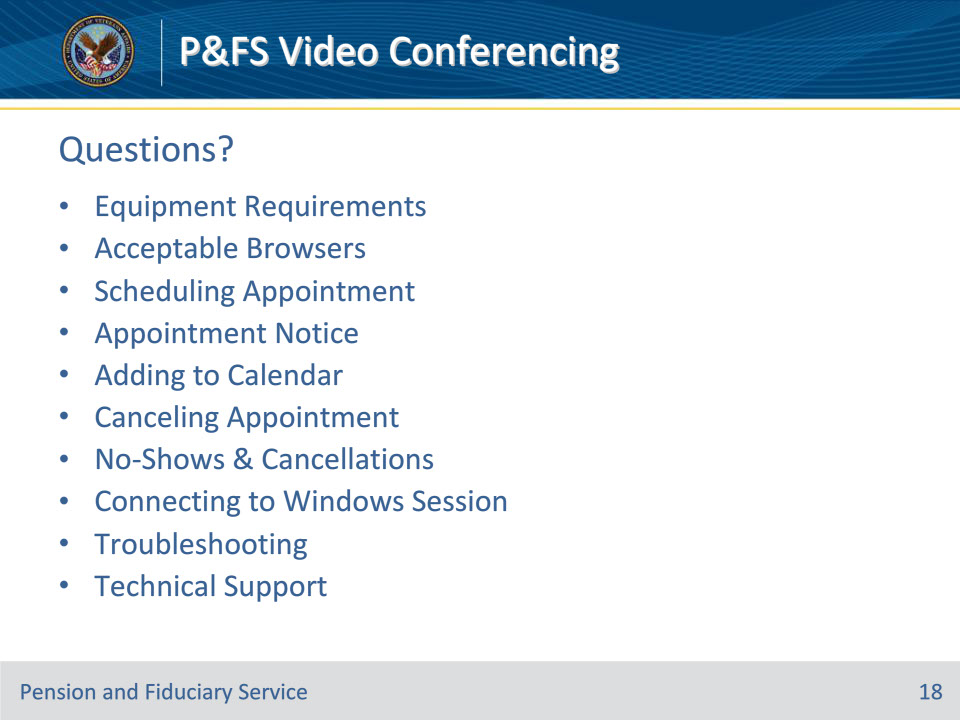 P&FS Video Conferencing
Questions?
• Equipment Requirements
• Acceptable Browsers
• Scheduling Appointment
• Appointment Notice
• Adding to Calendar
• Canceling Appointment
• No-Shows & Cancellations
• Connecting to Windows Session
• Troubleshooting
• Technical Support
Pension and Fiduciary Service
18